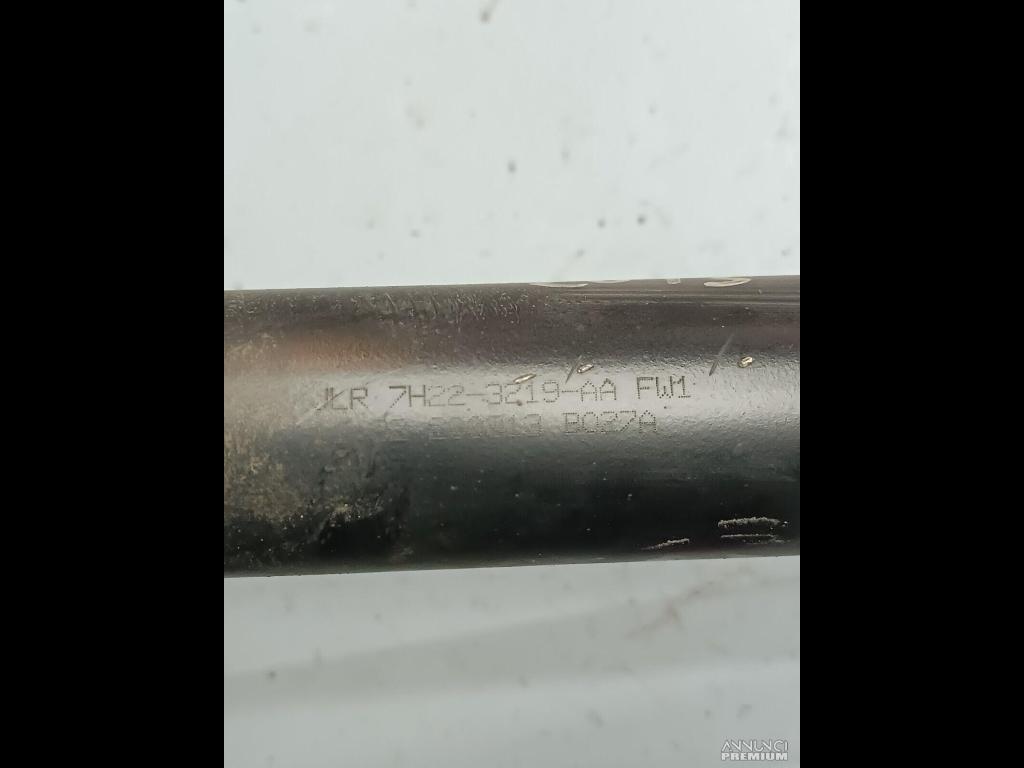 JLR 7H22-3219-AA FW1
B027A
ANNUNCI
PREMIUM